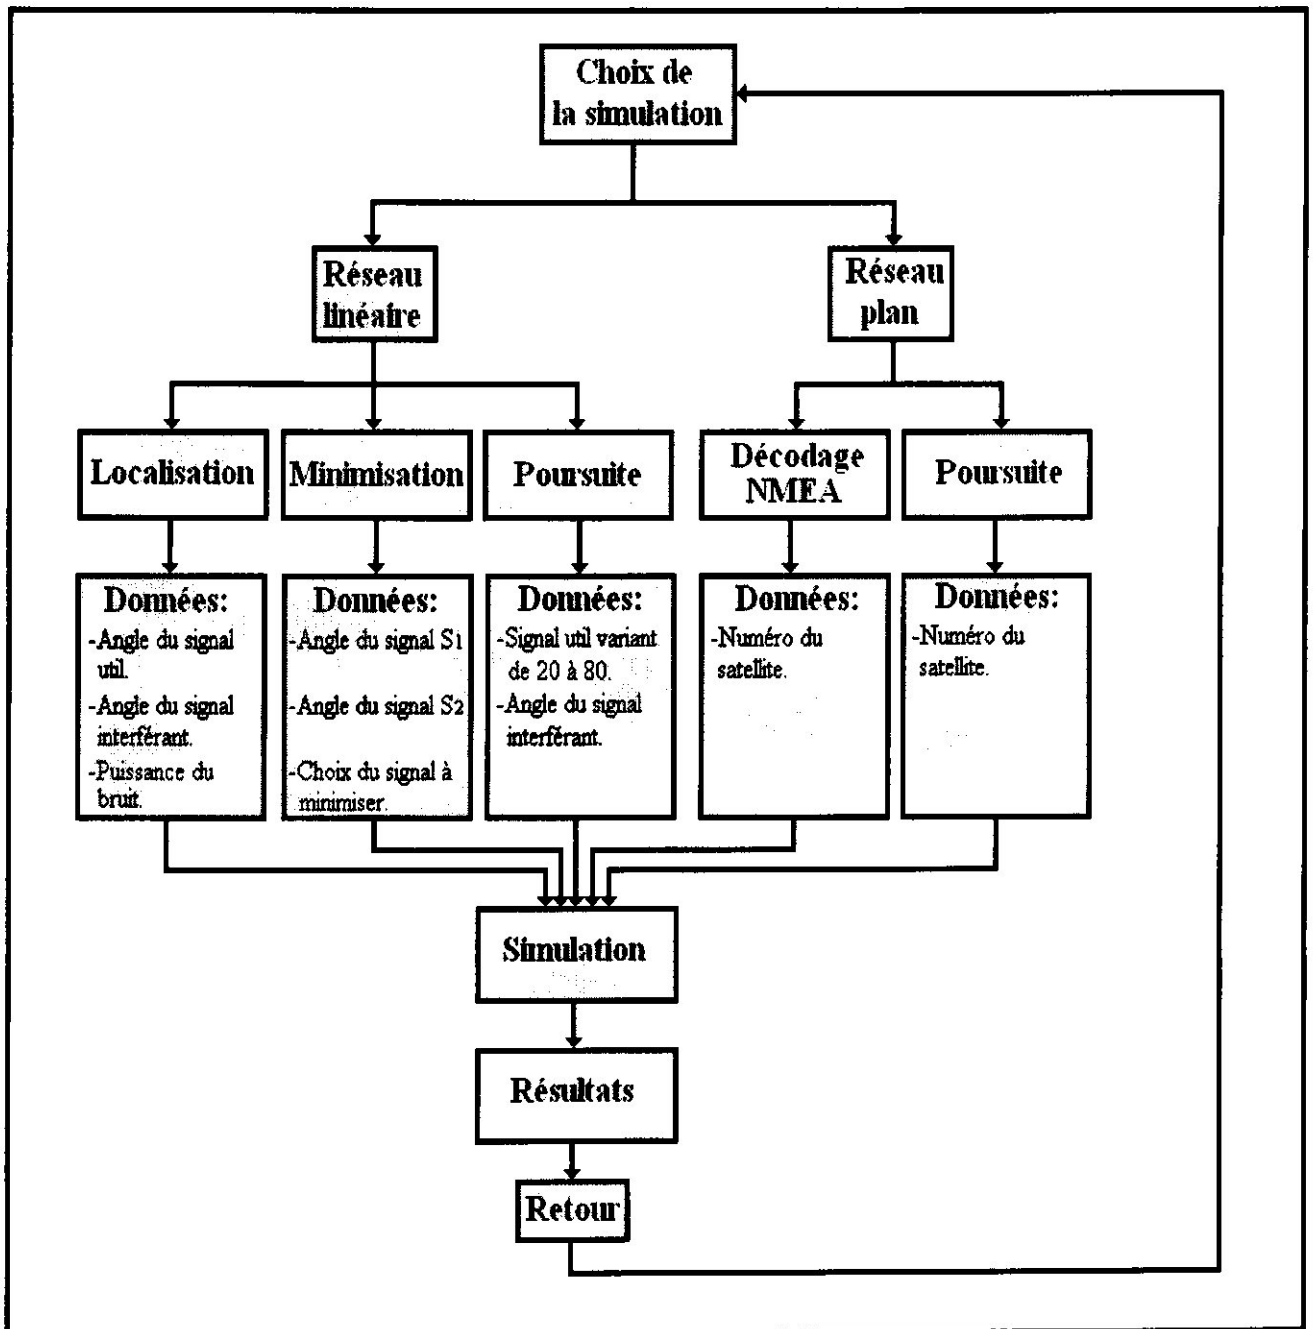 Choix de
la simulation
Réseau
linéaire
Réseau
plan
Localisation
Minimisation
Poursuite
Décodage
NMEA
Poursuite
Données:
-Angle du signal
util.
-Angle du signal
interférant.
-Puissance du
bruit.
Données:
-Angle du signal S1
-Angle du signal S2
-Choix du signal à
minimiser.
Données:
-Signal util variant
de 20 à 80.
-Angle du signal
interférant.
Données:
-Numéro du
satellite.
Données:
-Numéro du
satellite.
Simulation
Résultats
Retour